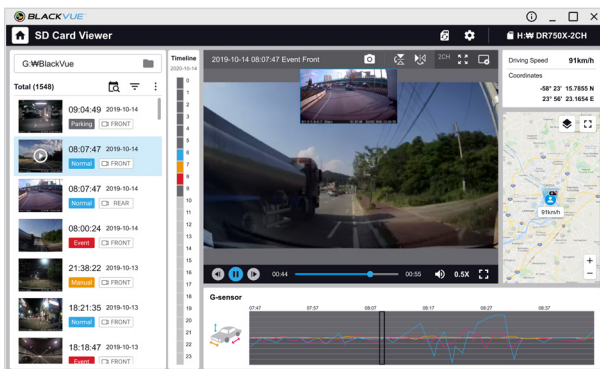 BLACKVUE
SD Card Viewer
H:₩ DR750X-2CH
G:₩BlackVue
Total (1548)
09:04:49 2019-10-14
Parking FRONT
08:07:47 2019-10-14
Normal FRONT
08:07:47 2019-10-14
Normal REAR
08:00:24 2019-10-14
Event FRONT
21:38:22 2019-10-13
Manual FRONT
18:21:35 2019-10-13
Normal FRONT
18:18:47 2019-10-13
Event FRONT
Timeline
2020-10-14
0
1
2
3
4
5
6
7
8
9
10
11
12
13
14
15
16
17
18
19
20
21
22
23
2019-10-14 08:07:47 Event Front
2CH
00:44
00:55
0.5X
Driving Speed 91km/h
Coordinates
-58° 23' 15.7855 N
23° 56' 23.1654 E
91km/h
+
−
G-sensor
07:47 07:57 08:07 08:17 08:27 08:37